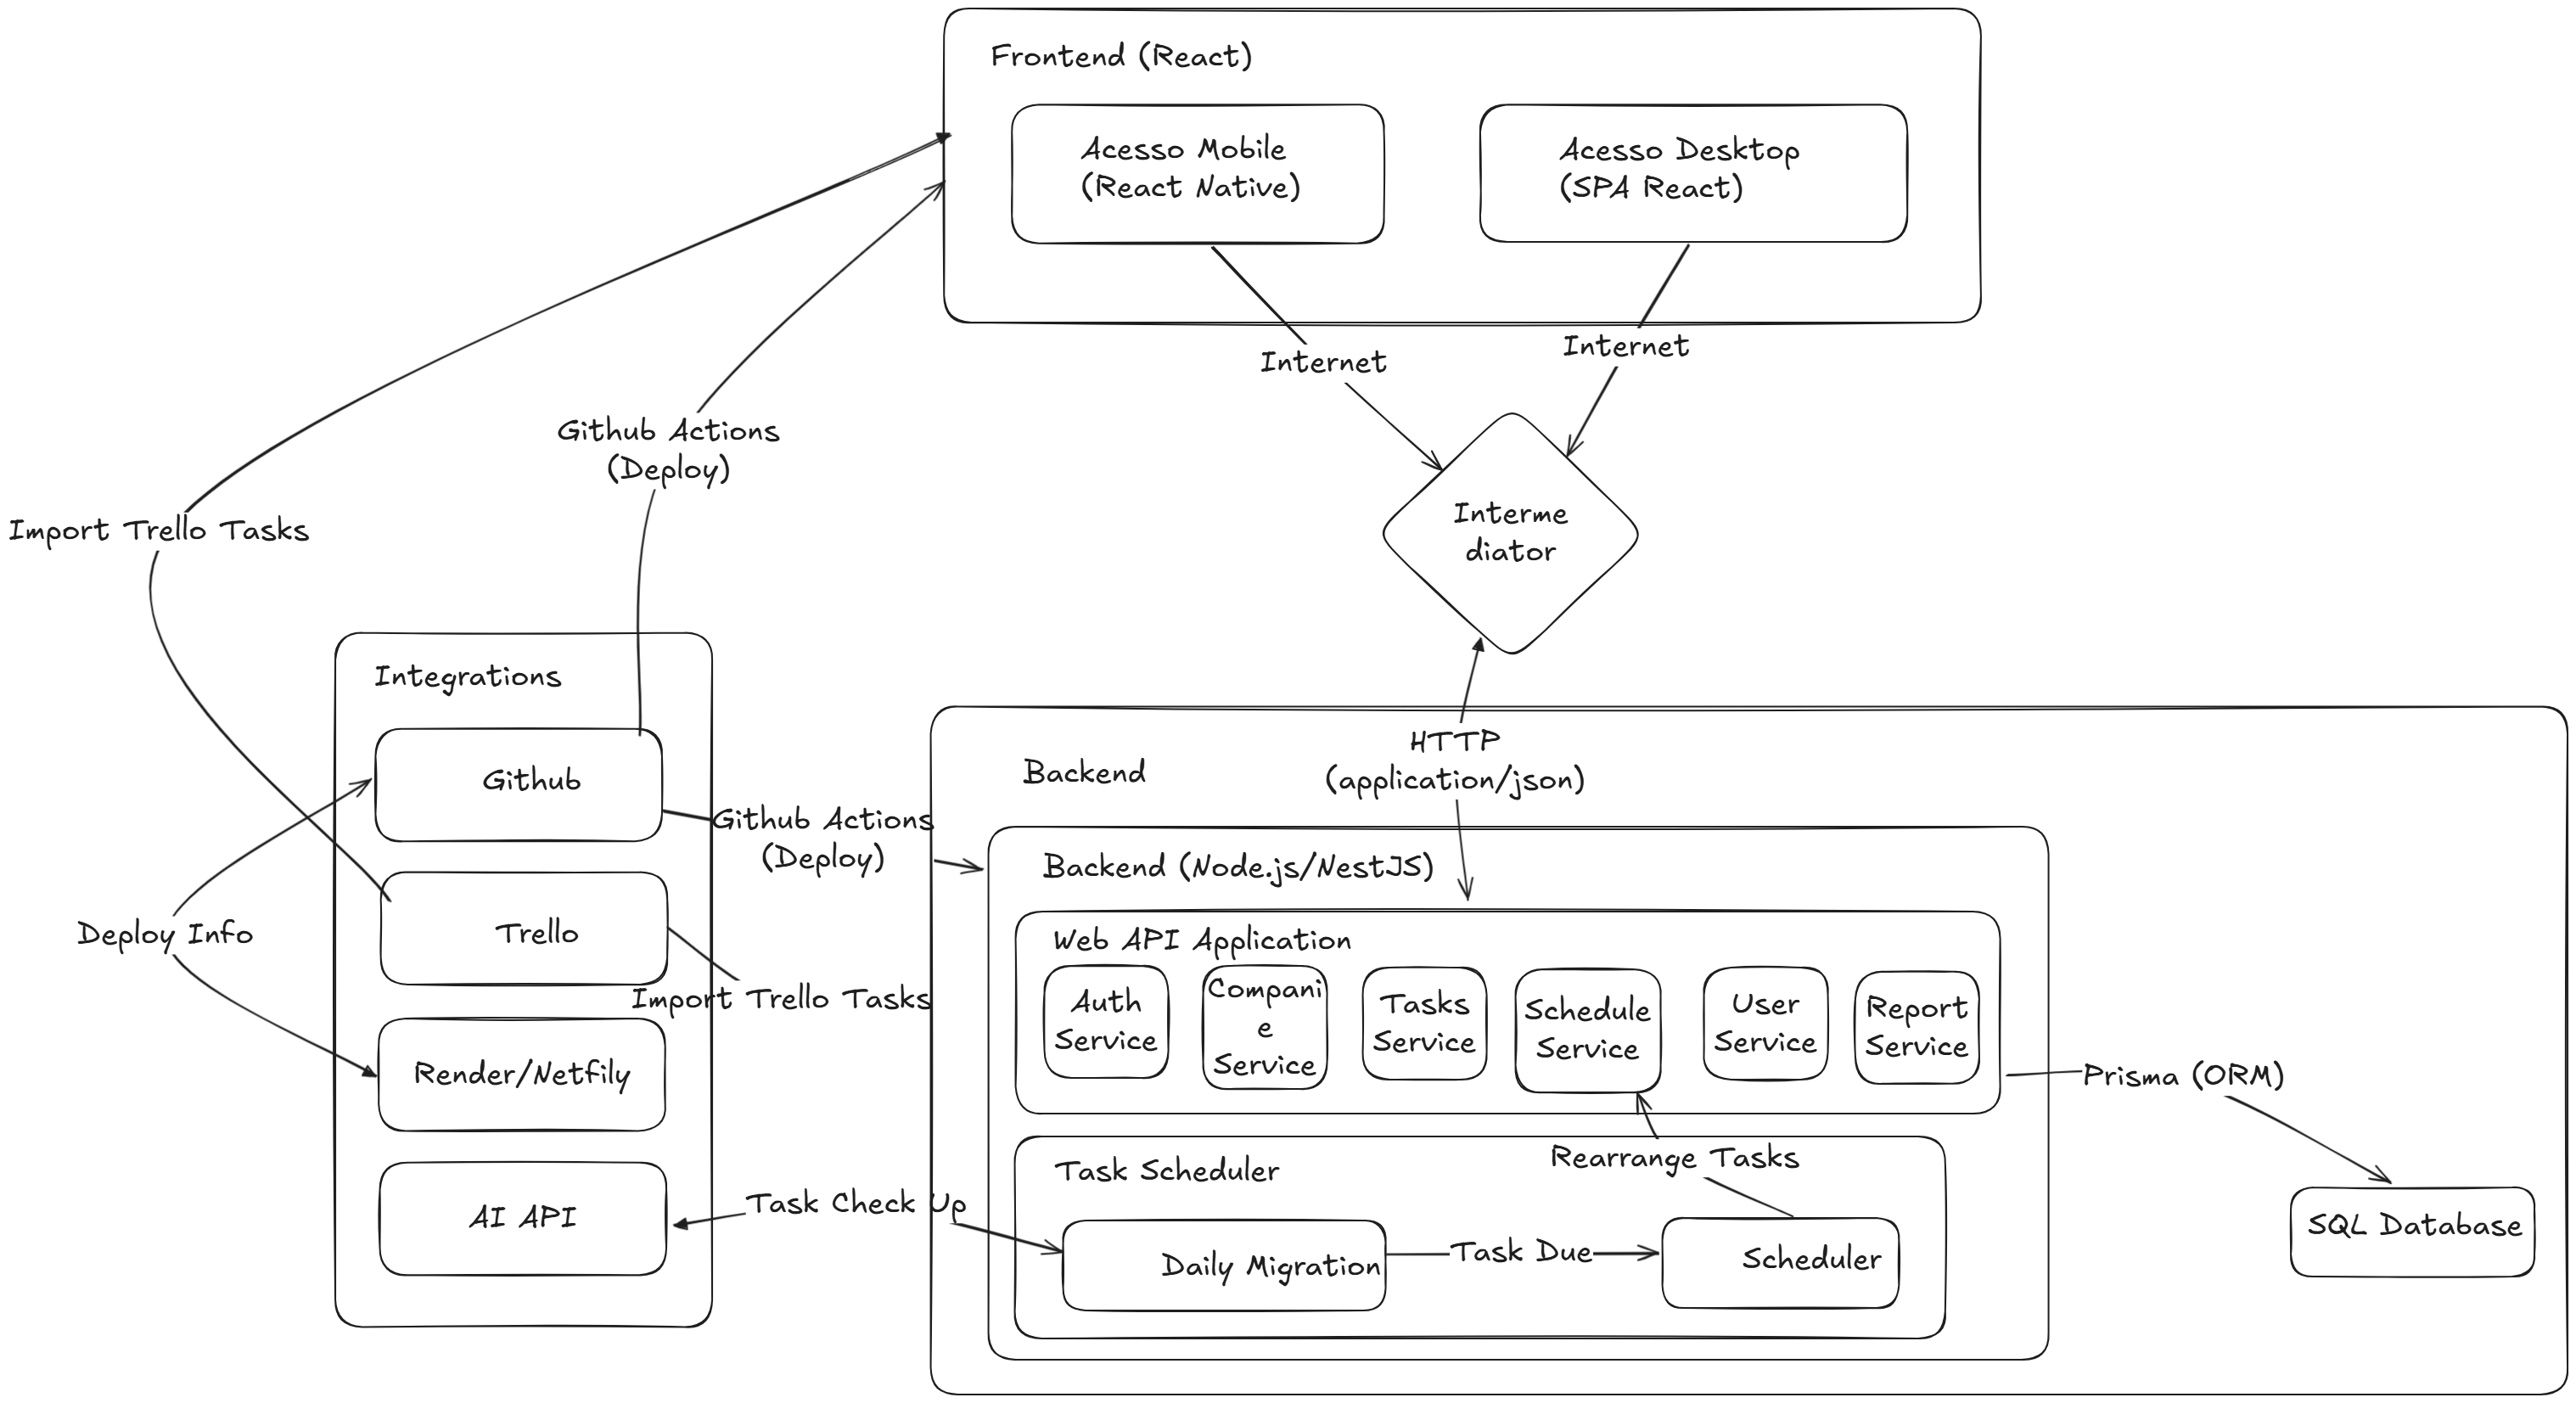 Frontend (React)
Acesso Mobile
(React Native)
Acesso Desktop
(SPA React)
Internet
Internet
Github Actions
(Deploy)
Import Trello Tasks
Interme
diator
Integrations
Github
Trello
Render/Netfily
AI API
Deploy Info
Github Actions
(Deploy)
Import Trello Tasks
Task Check Up
Backend
HTTP
(application/json)
Backend (Node.js/NestJS)
Web API Application
Auth
Service
Compani
e
Service
Tasks
Service
Schedule
Service
User
Service
Report
Service
Prisma (ORM)
Task Scheduler
Rearrange Tasks
Daily Migration
Task Due
Scheduler
SQL Database